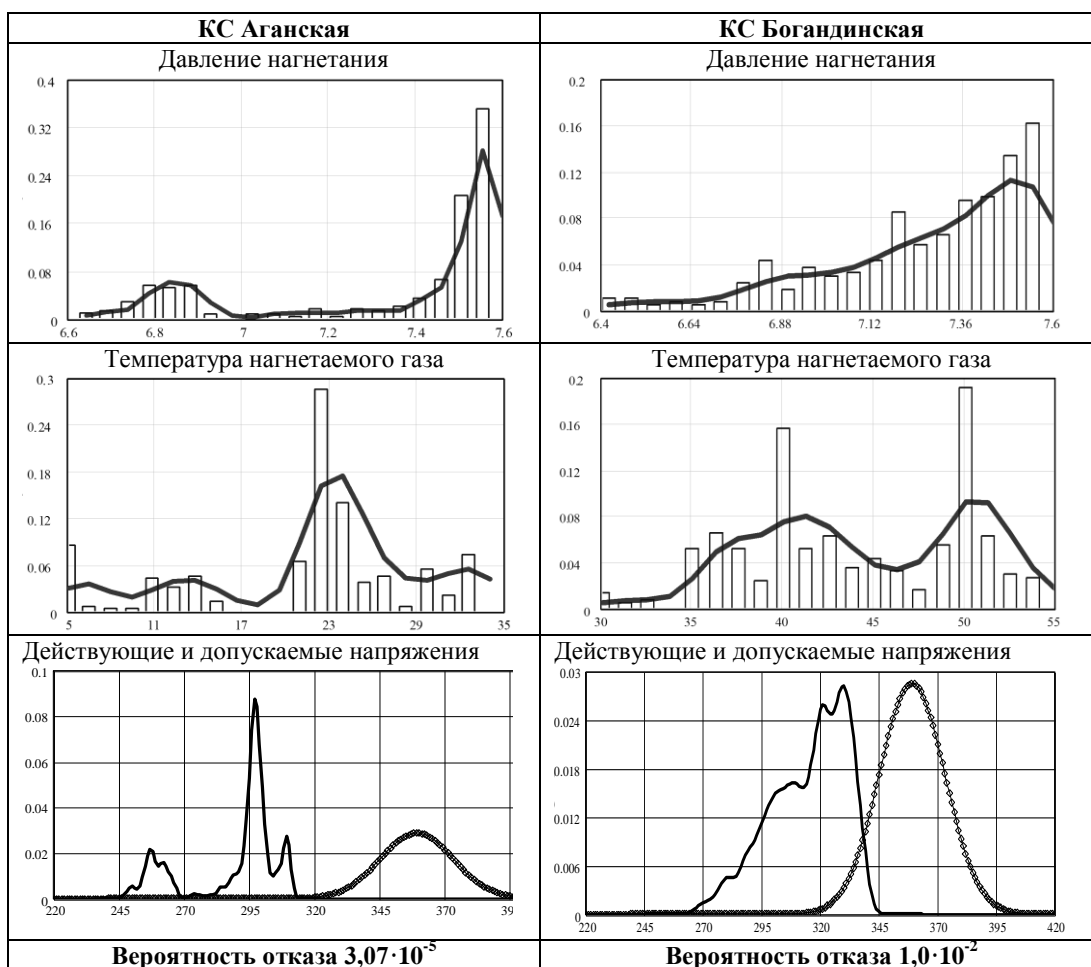 КС Аганская
КС Богандинская
Давление нагнетания
0.4
0.32
0.24
0.16
0.08
0
6.6 6.8 7 7.2 7.4 7.6
Давление нагнетания
0.2
0.16
0.12
0.08
0.04
0
6.4 6.64 6.88 7.12 7.36 7.6
Температура нагнетаемого газа
0.3
0.24
0.18
0.12
0.06
0
5 11 17 23 29 35
Температура нагнетаемого газа
0.2
0.16
0.12
0.08
0.04
0
30 35 40 45 50 55
Действующие и допускаемые напряжения
0.1
0.08
0.06
0.04
0.02
0
220 245 270 295 320 345 370
Действующие и допускаемые напряжения
0.03
0.024
0.018
0.012
0.006
0
220 245 270 295 320 345 370 395 420
Вероятность отказа 3,07·10⁻⁵
Вероятность отказа 1,0·10⁻²